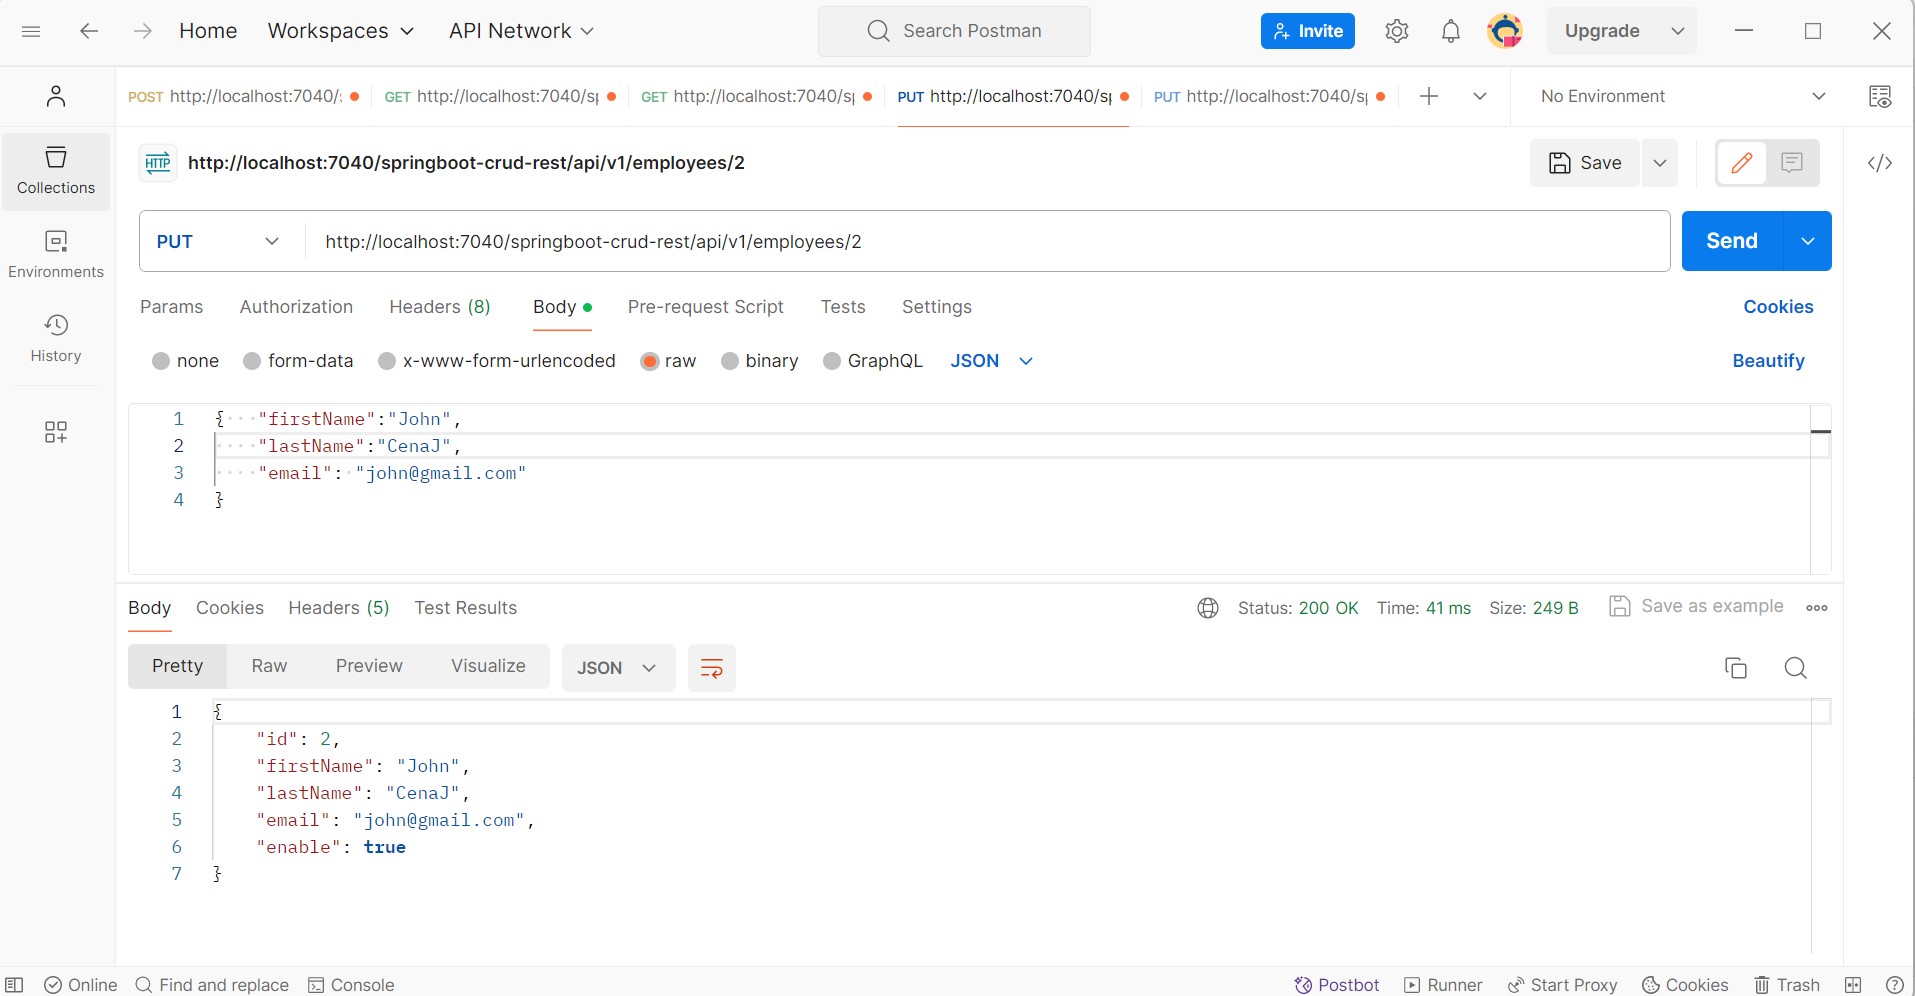 Home Workspaces API Network Search Postman Invite Upgrade
POST http://localhost:7040/s GET http://localhost:7040/sp GET http://localhost:7040/sp PUT http://localhost:7040/sp PUT http://localhost:7040/sp No Environment
HTTP http://localhost:7040/springboot-crud-rest/api/v1/employees/2 Save
Collections
PUT http://localhost:7040/springboot-crud-rest/api/v1/employees/2 Send
Environments
Params Authorization Headers (8) Body Pre-request Script Tests Settings Cookies
History
none form-data x-www-form-urlencoded raw binary GraphQL JSON Beautify
1 { "firstName":"John",
2 "lastName":"CenaJ",
3 "email": "john@gmail.com"
4 }
Body Cookies Headers (5) Test Results Status: 200 OK Time: 41 ms Size: 249 B Save as example
Pretty Raw Preview Visualize JSON
1 {
2 "id": 2,
3 "firstName": "John",
4 "lastName": "CenaJ",
5 "email": "john@gmail.com",
6 "enable": true
7 }
Online Find and replace Console Postbot Runner Start Proxy Cookies Trash